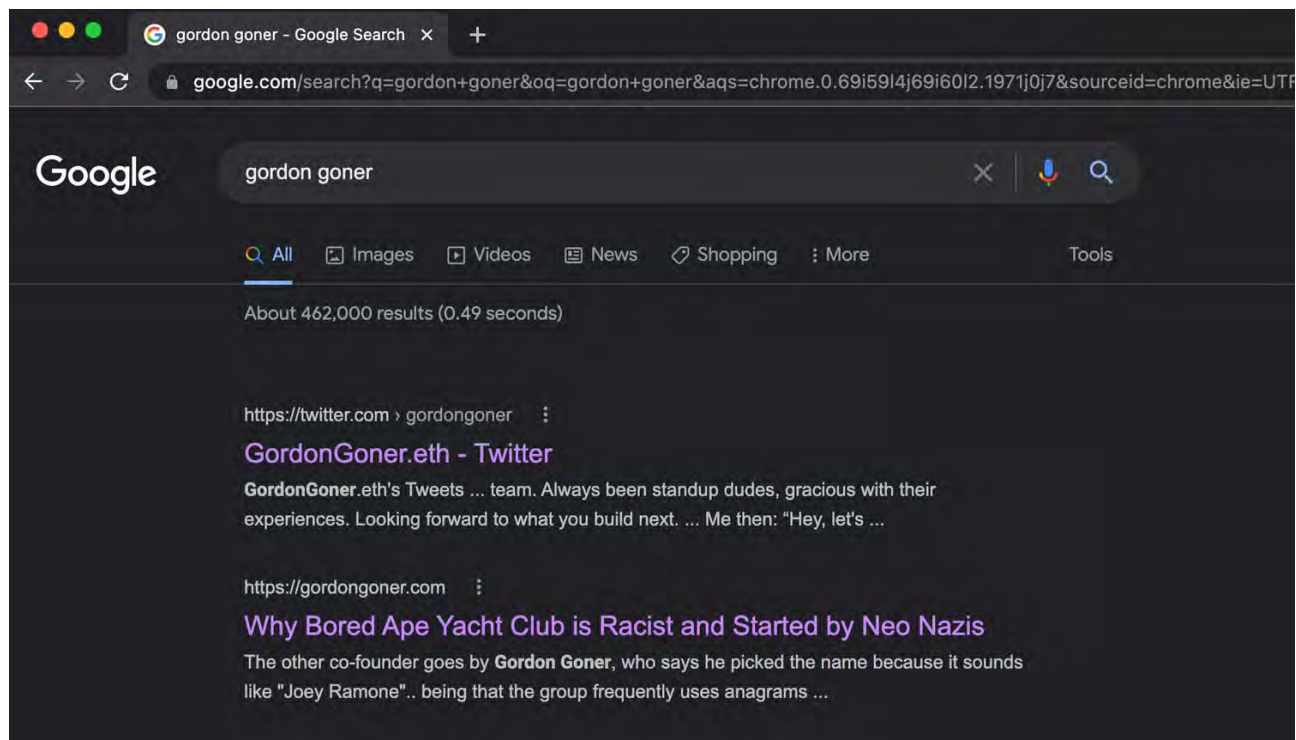 gordon goner - Google Search
google.com/search?q=gordon+goner&oq=gordon+goner&aqs=chrome.0.69i59l4j69i60l2.1971j0j7&sourceid=chrome&ie=UTF
Google
gordon goner
All Images Videos News Shopping More Tools
About 462,000 results (0.49 seconds)
https://twitter.com › gordongoner
GordonGoner.eth - Twitter
GordonGoner.eth's Tweets ... team. Always been standup dudes, gracious with their
experiences. Looking forward to what you build next. ... Me then: “Hey, let's ...
https://gordongoner.com
Why Bored Ape Yacht Club is Racist and Started by Neo Nazis
The other co-founder goes by Gordon Goner, who says he picked the name because it sounds
like "Joey Ramone".. being that the group frequently uses anagrams ...